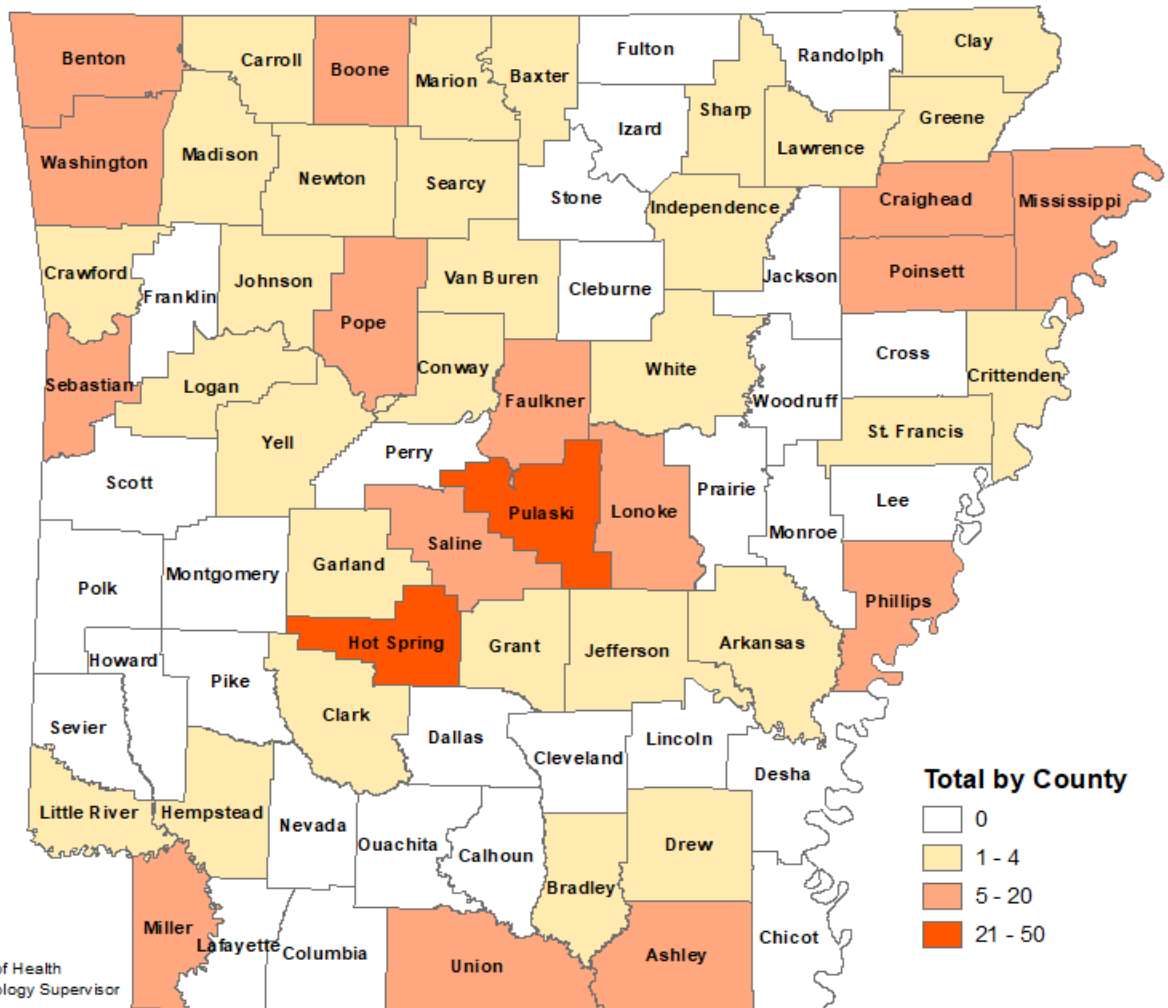 Benton
Carroll
Boone
Marion
Baxter
Fulton
Randolph
Clay
Sharp
Izard
Greene
Lawrence
Washington
Madison
Newton
Searcy
Stone
Independence
Craighead
Mississippi
Crawford
Franklin
Johnson
Van Buren
Cleburne
Jackson
Poinsett
Pope
Sebastian
Logan
Conway
White
Cross
Crittenden
Faulkner
Woodruff
Yell
St. Francis
Scott
Perry
Pulaski
Lonoke
Prairie
Lee
Monroe
Saline
Garland
Polk
Montgomery
Phillips
Hot Spring
Grant
Jefferson
Arkansas
Howard
Pike
Clark
Sevier
Dallas
Cleveland
Lincoln
Desha
Little River
Hempstead
Nevada
Ouachita
Calhoun
Drew
Bradley
Miller
Lafayette
Columbia
Union
Ashley
Chicot
Total by County
0
1 - 4
5 - 20
21 - 50
of Health
ology Supervisor